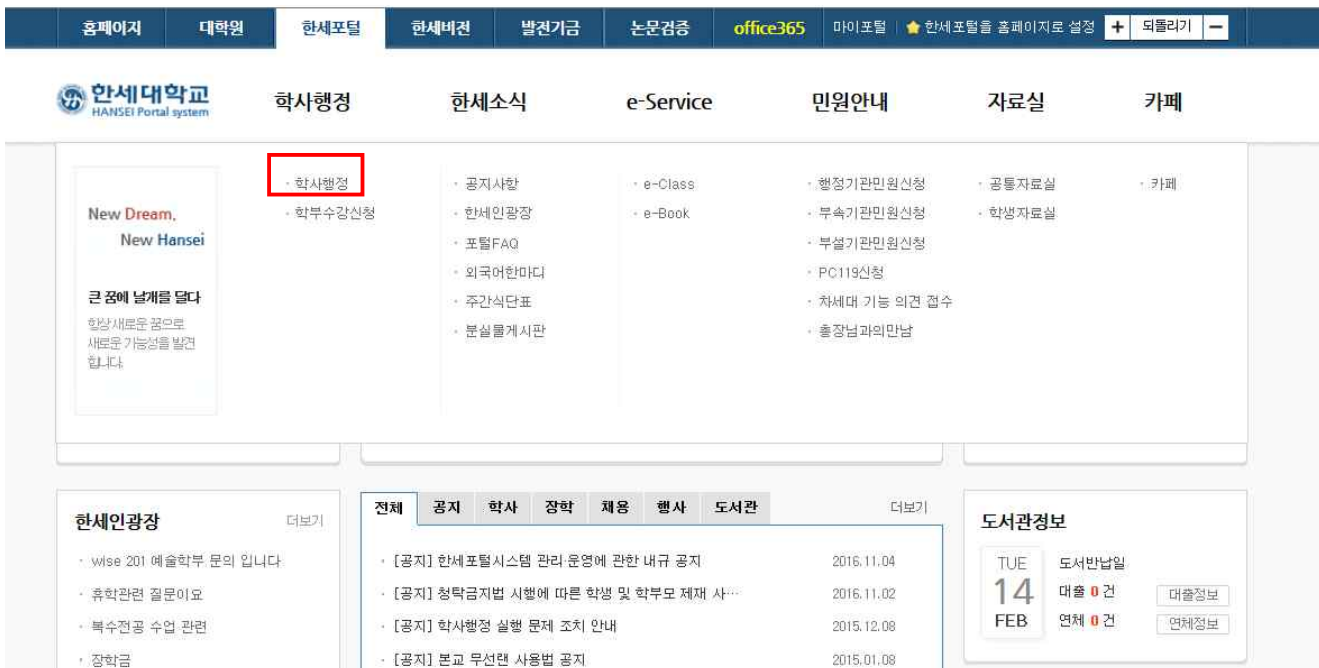 홈페이지 대학원 한세포털 한세비전 발전기금 논문검증 office365 마이포털 한세포털을 홈페이지로 설정 + 되돌리기 -
한세대학교
HANSEI Portal system
학사행정 한세소식 e-Service 민원안내 자료실 카페
New Dream,
New Hansei
큰 꿈에 날개를 달다
항상 새로운 꿈으로
새로운 가능성을 발견
합니다.
· 학사행정
· 학부수강신청
· 공지사항
· 한세인광장
· 포털FAQ
· 외국어한마디
· 주간식단표
· 분실물게시판
· e-Class
· e-Book
· 행정기관민원신청
· 부속기관민원신청
· 부설기관민원신청
· PC119신청
· 차세대 기능 의견 접수
· 총장님과의만남
· 공통자료실
· 학생자료실
· 카페
한세인광장 더보기
· wise 201 예술학부 문의 입니다
· 휴학관련 질문이요
· 복수전공 수업 관련
· 장학금
전체 공지 학사 장학 채용 행사 도서관 더보기
· [공지] 한세포털시스템 관리·운영에 관한 내규 공지 2016.11.04
· [공지] 청탁금지법 시행에 따른 학생 및 학부모 제재 사… 2016.11.02
· [공지] 학사행정 실행 문제 조치 안내 2015.12.08
· [공지] 본교 무선랜 사용법 공지 2015.01.08
도서관정보
TUE
14
FEB
도서반납일
대출 0 건 대출정보
연체 0 건 연체정보